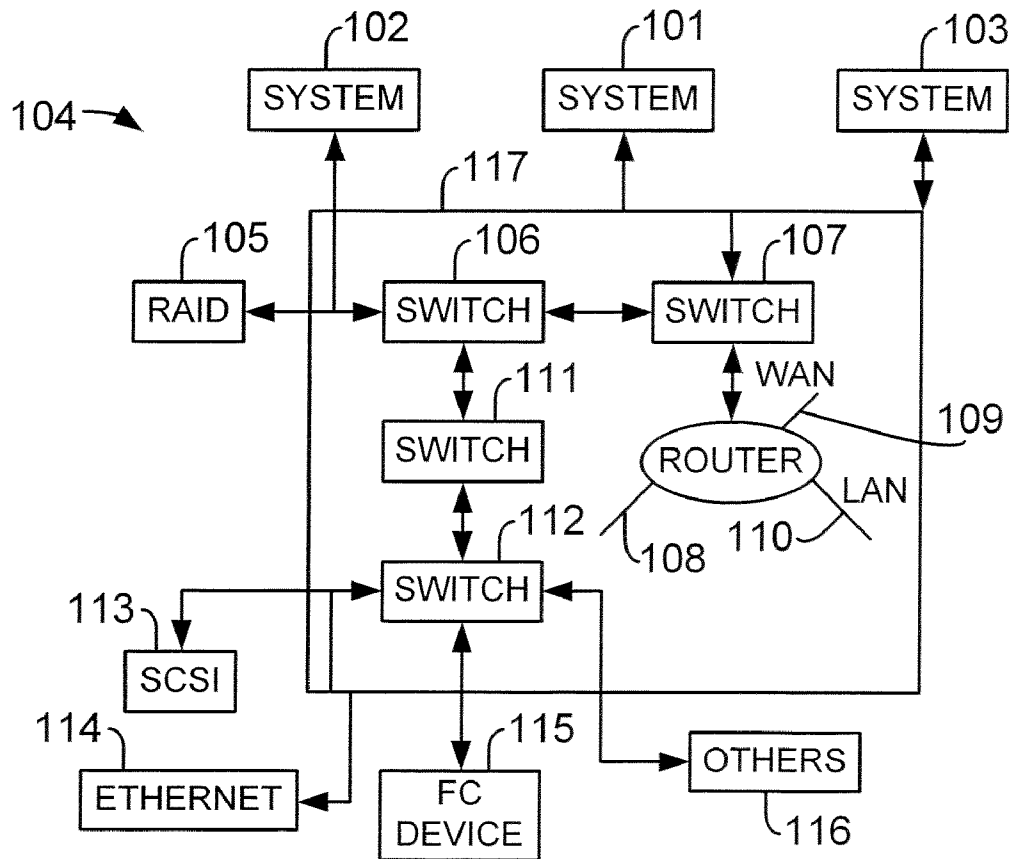 102
101
103
SYSTEM
SYSTEM
SYSTEM
104
117
105
106
107
RAID
SWITCH
SWITCH
111
WAN
109
SWITCH
ROUTER
LAN
112
108
110
SWITCH
113
SCSI
114
115
OTHERS
ETHERNET
FC
DEVICE
116